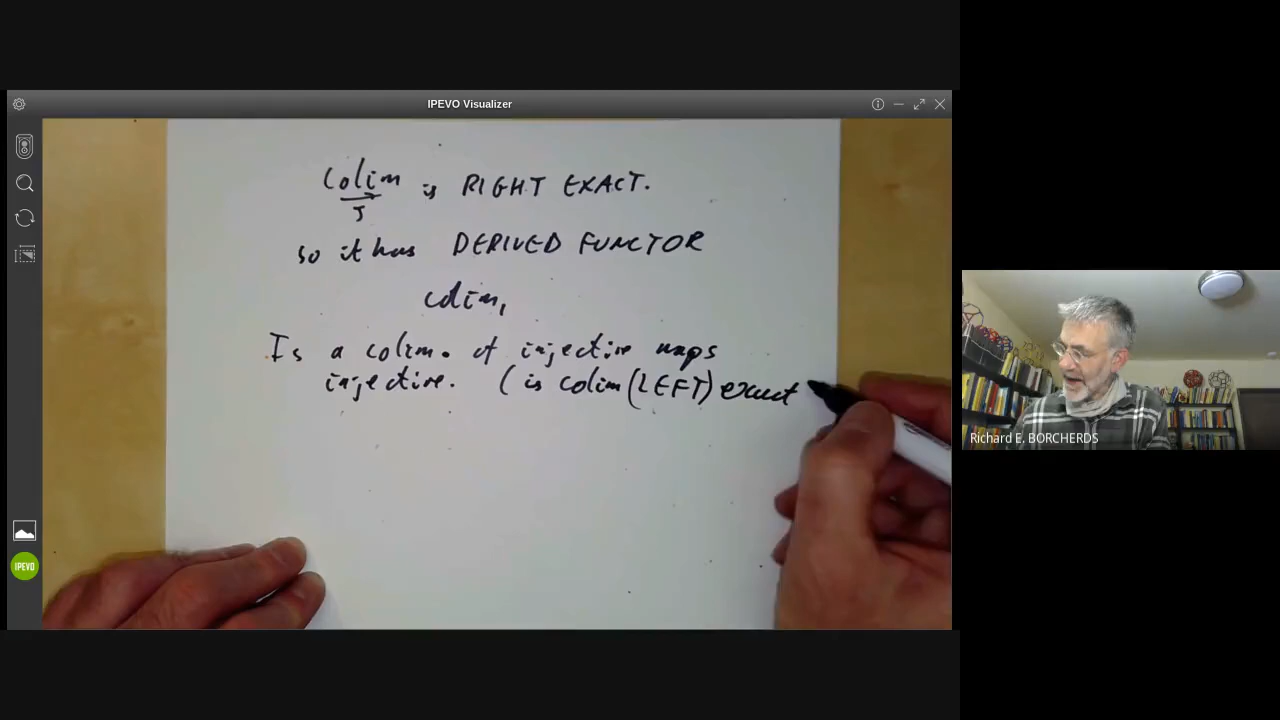 IPEVO Visualizer
colim is RIGHT EXACT.
J
so it has DERIVED FUNCTOR
colim₁
Is a colim. of injective maps
injective. (is colim (LEFT) exact
IPEVO
Richard E. BORCHERDS